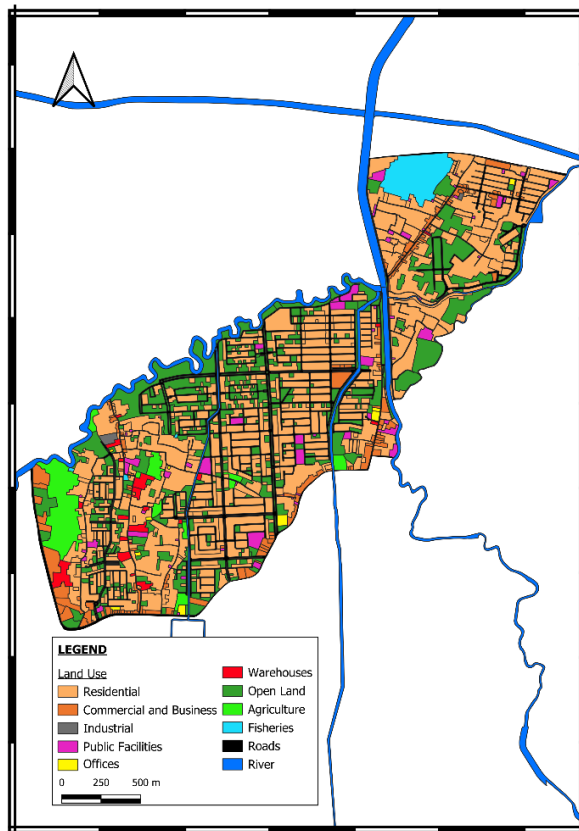 LEGEND
Land Use
Residential
Commercial and Business
Industrial
Public Facilities
Offices
Warehouses
Open Land
Agriculture
Fisheries
Roads
River
0 250 500 m